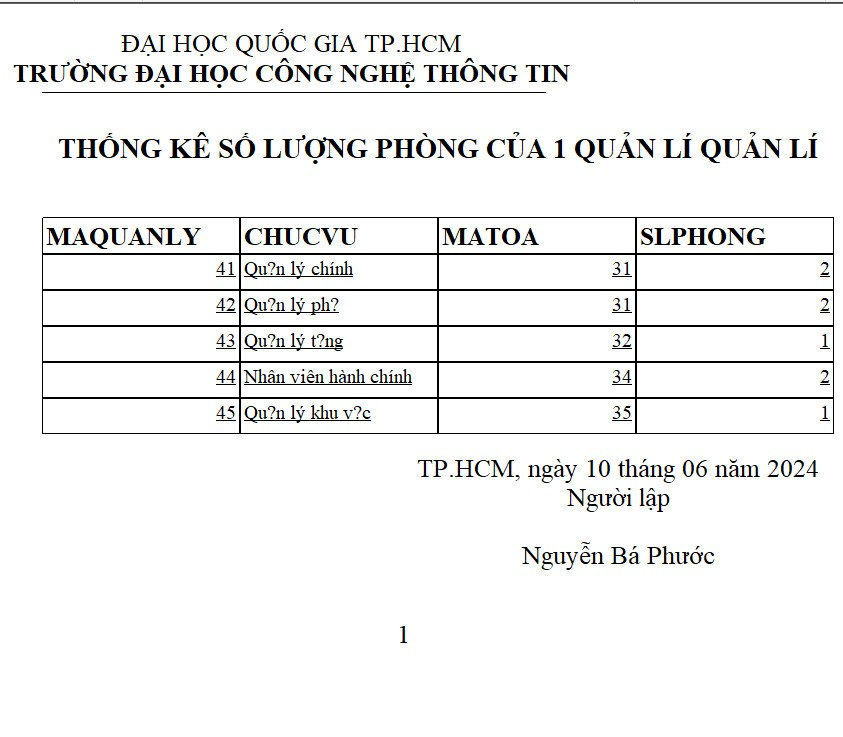 ĐẠI HỌC QUỐC GIA TP.HCM
TRƯỜNG ĐẠI HỌC CÔNG NGHỆ THÔNG TIN
THỐNG KÊ SỐ LƯỢNG PHÒNG CỦA 1 QUẢN LÍ QUẢN LÍ
MAQUANLY CHUCVU MATOA SLPHONG
41 Qu?n lý chính 31 2
42 Qu?n lý ph? 31 2
43 Qu?n lý t?ng 32 1
44 Nhân viên hành chính 34 2
45 Qu?n lý khu v?c 35 1
TP.HCM, ngày 10 tháng 06 năm 2024
Người lập
Nguyễn Bá Phước
1